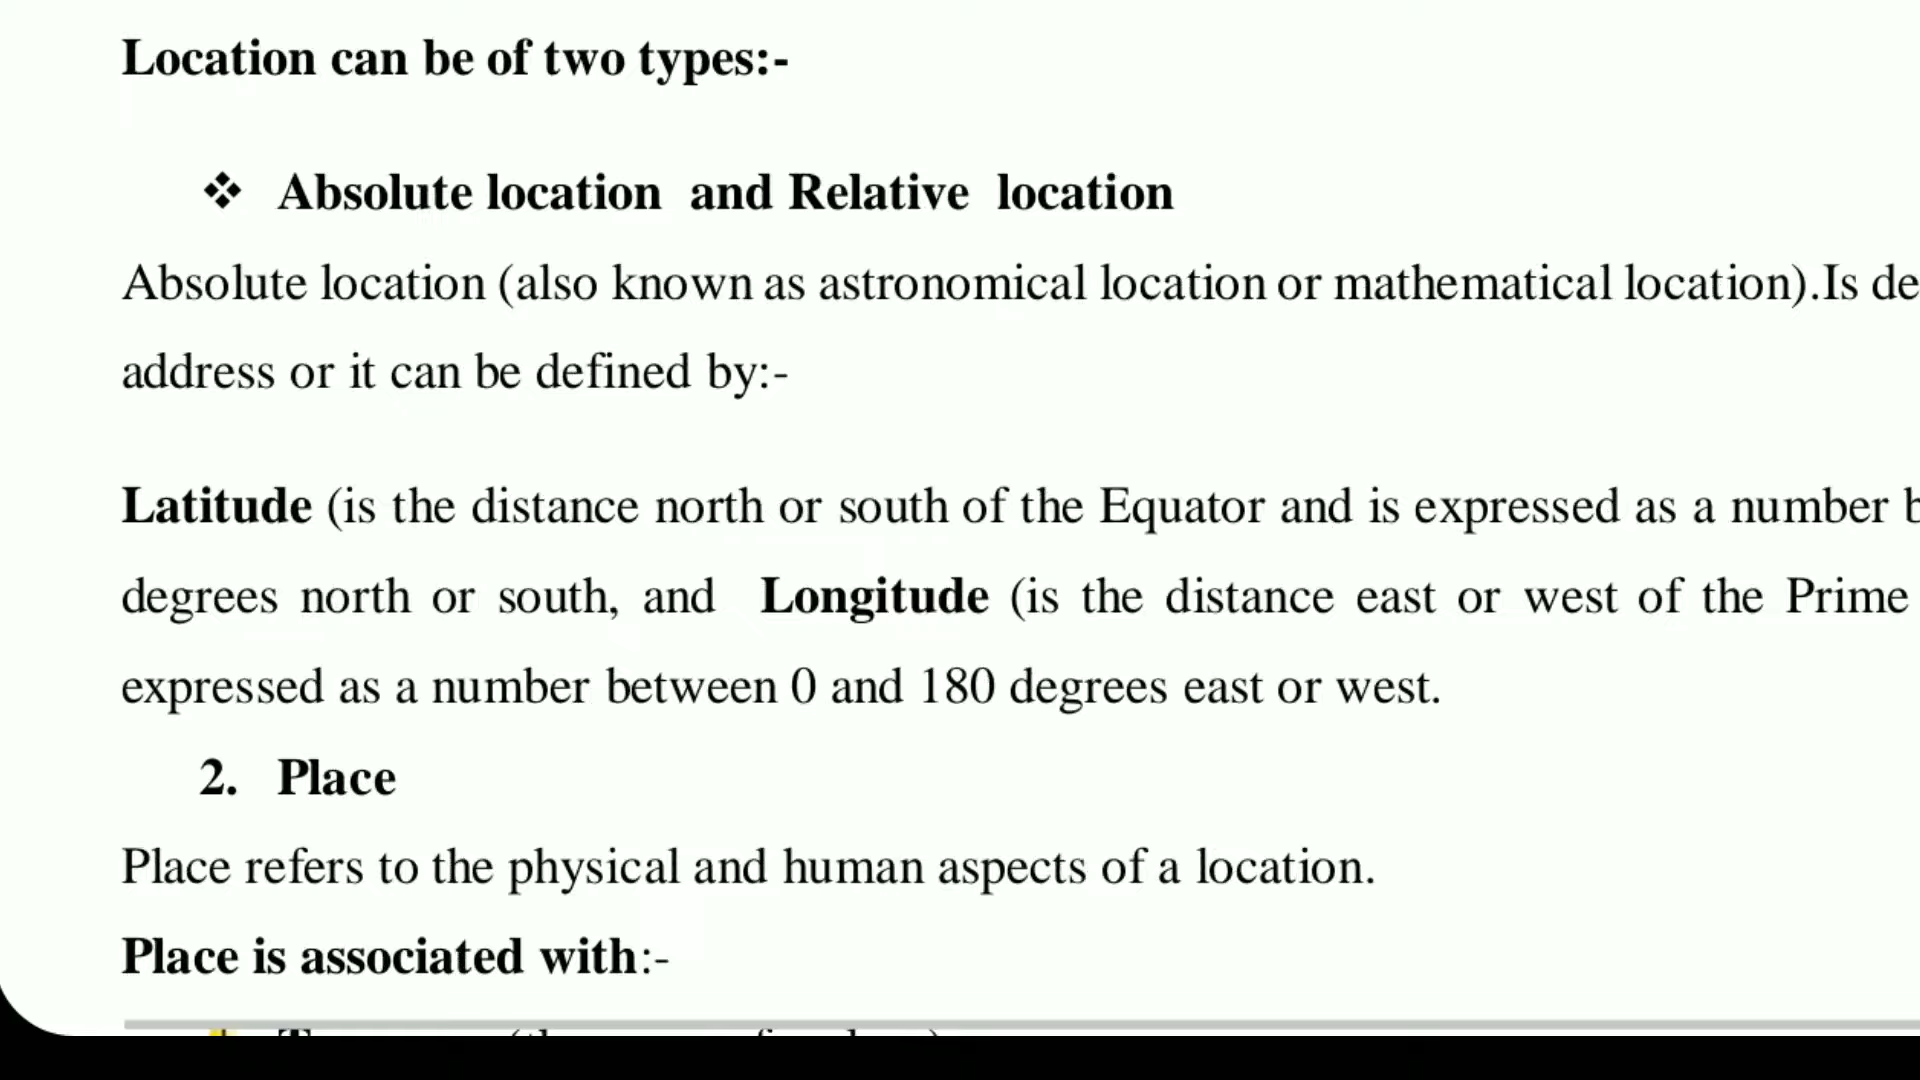 Location can be of two types:-
❖ Absolute location and Relative location
Absolute location (also known as astronomical location or mathematical location).Is de
address or it can be defined by:-
Latitude (is the distance north or south of the Equator and is expressed as a number b
degrees north or south, and Longitude (is the distance east or west of the Prime
expressed as a number between 0 and 180 degrees east or west.
2. Place
Place refers to the physical and human aspects of a location.
Place is associated with:-